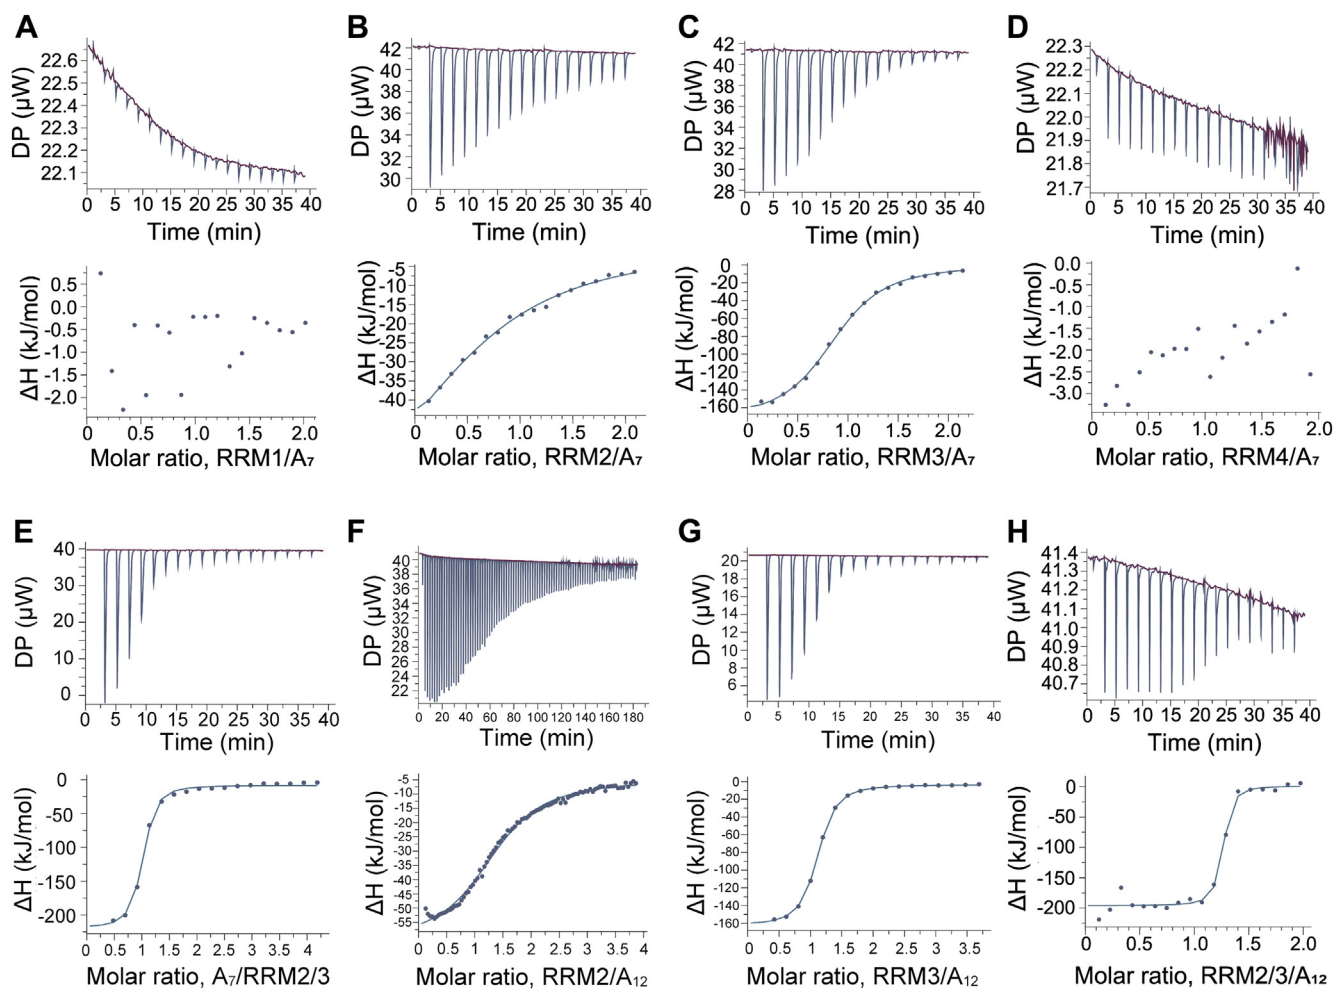 A
DP (μW)
22.6
22.5
22.4
22.3
22.2
22.1
0 5 10 15 20 25 30 35 40
Time (min)
ΔH (kJ/mol)
0.5
0.0
-0.5
-1.0
-1.5
-2.0
0 0.5 1.0 1.5 2.0
Molar ratio, RRM1/A₇
B
DP (μW)
42
40
38
36
34
32
30
0 5 10 15 20 25 30 35 40
Time (min)
ΔH (kJ/mol)
-5
-10
-15
-20
-25
-30
-35
-40
0 0.5 1.0 1.5 2.0
Molar ratio, RRM2/A₇
C
DP (μW)
42
40
38
36
34
32
30
28
0 5 10 15 20 25 30 35 40
Time (min)
ΔH (kJ/mol)
0
-20
-40
-60
-80
-100
-120
-140
-160
0 0.5 1.0 1.5 2.0
Molar ratio, RRM3/A₇
D
DP (μW)
22.3
22.2
22.1
22.0
21.9
21.8
21.7
0 5 10 15 20 25 30 35 40
Time (min)
ΔH (kJ/mol)
0.0
-0.5
-1.0
-1.5
-2.0
-2.5
-3.0
0 0.5 1.0 1.5 2.0
Molar ratio, RRM4/A₇
E
DP (μW)
40
30
20
10
0
0 5 10 15 20 25 30 35 40
Time (min)
ΔH (kJ/mol)
0
-50
-100
-150
-200
0 0.5 1.0 1.5 2 2.5 3 3.5 4
Molar ratio, A₇/RRM2/3
F
DP (μW)
40
38
36
34
32
30
28
26
24
22
0 20 40 60 80 100 120 140 160 180
Time (min)
ΔH (kJ/mol)
-5
-10
-15
-20
-25
-30
-35
-40
-45
-50
-55
0 0.5 1 1.5 2 2.5 3 3.5 4
Molar ratio, RRM2/A₁₂
G
DP (μW)
20
18
16
14
12
10
8
6
0 5 10 15 20 25 30 35 40
Time (min)
ΔH (kJ/mol)
0
-20
-40
-60
-80
-100
-120
-140
-160
0 0.5 1 1.5 2 2.5 3 3.5
Molar ratio, RRM3/A₁₂
H
DP (μW)
41.4
41.3
41.2
41.1
41.0
40.9
40.8
40.7
0 5 10 15 20 25 30 35 40
Time (min)
ΔH (kJ/mol)
0
-50
-100
-150
-200
0 0.5 1.0 1.5 2.0
Molar ratio, RRM2/3/A₁₂